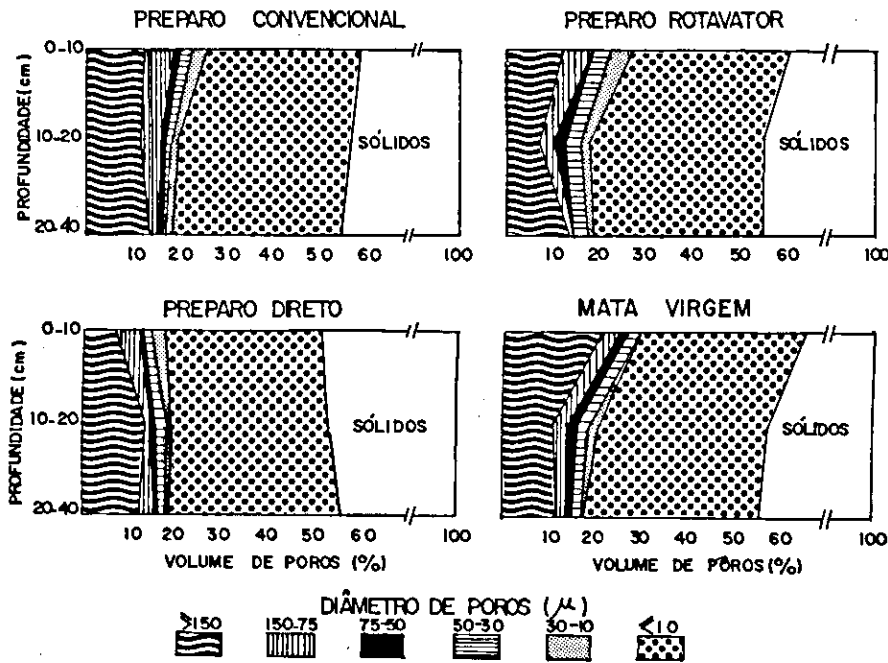 PREPARO CONVENCIONAL
PREPARO ROTAVATOR
PROFUNDDADE(cm)
0-10
10-20
20-40
SÓLIDOS
SÓLIDOS
10 20 30 40 50 60 100
10 20 30 40 50 60 100
PREPARO DIRETO
MATA VIRGEM
PROFUNDIDADE(cm)
0-10
10-20
20-40
SÓLIDOS
SÓLIDOS
10 20 30 40 50 60 100
10 20 30 40 50 60 100
VOLUME DE POROS (%)
VOLUME DE POROS (%)
DIÂMETRO DE POROS (μ)
>150 150-75 75-50 50-30 30-10 <10